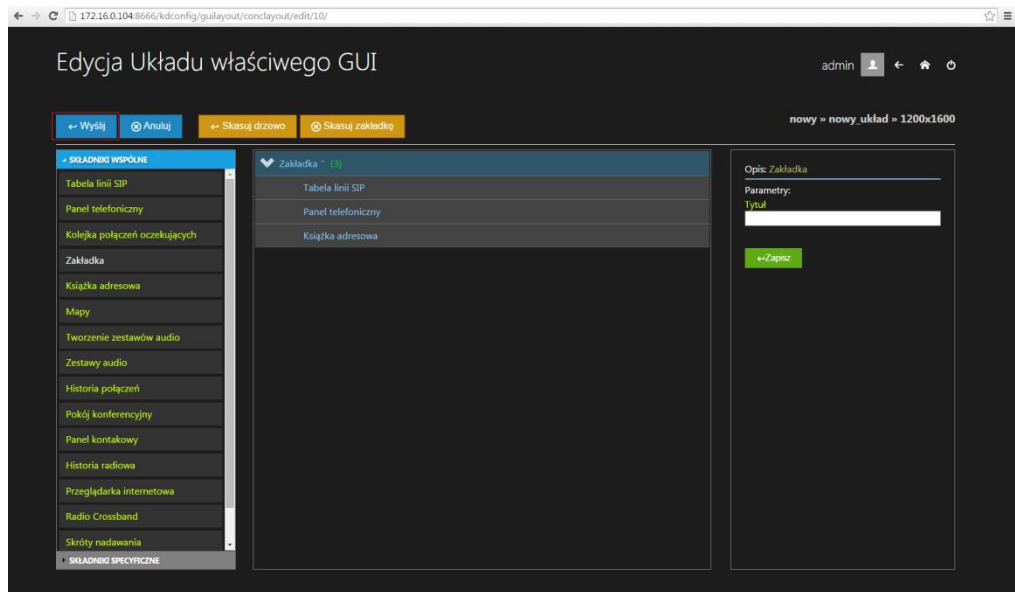 172.16.0.104:8666/kdconfig/guilayout/conclayout/edit/10/
Edycja Układu właściwego GUI
admin
Wyślij
Anuluj
Skasuj drzewo
Skasuj zakładkę
nowy » nowy_układ » 1200x1600
SKŁADNIKI WSPÓLNE
Tabela linii SIP
Panel telefoniczny
Kolejka połączeń oczekujących
Zakładka
Książka adresowa
Mapy
Tworzenie zestawów audio
Zestawy audio
Historia połączeń
Pokój konferencyjny
Panel kontakowy
Historia radiowa
Przeglądarka internetowa
Radio Crossband
Skróty nadawania
SKŁADNIKI SPECYFICZNE
Zakładka '' (3)
Tabela linii SIP
Panel telefoniczny
Książka adresowa
Opis: Zakładka
Parametry:
Tytuł
Zapisz